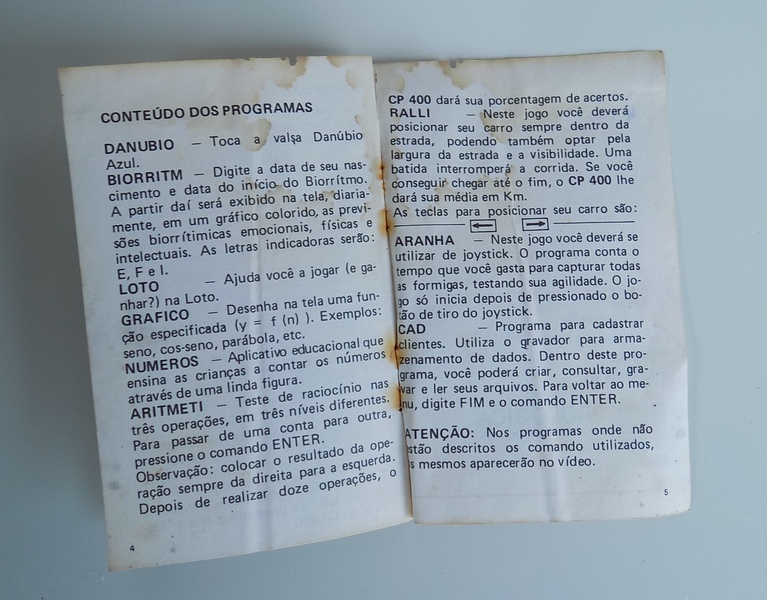 CONTEÚDO DOS PROGRAMAS
DANUBIO — Toca a valsa Danúbio
Azul.
BIORRITM — Digite a data de seu nas-
cimento e data do início do Biorrítmo.
A partir daí será exibido na tela, diaria-
mente, em um gráfico colorido, as previ-
sões biorrítimicas emocionais, físicas e
intelectuais. As letras indicadoras serão:
E, F e I.
LOTO — Ajuda você a jogar (e ga-
nhar?) na Loto.
GRAFICO — Desenha na tela uma fun-
ção especificada (y = f (n) ). Exemplos:
seno, cos-seno, parábola, etc.
NUMEROS — Aplicativo educacional que
ensina as crianças a contar os números
através de uma linda figura.
ARITMETI — Teste de raciocínio nas
três operações, em três níveis diferentes.
Para passar de uma conta para outra,
pressione o comando ENTER.
Observação: colocar o resultado da ope-
ração sempre da direita para a esquerda.
Depois de realizar doze operações, o
4
CP 400 dará sua porcentagem de acertos.
RALLI — Neste jogo você deverá
posicionar seu carro sempre dentro da
estrada, podendo também optar pela
largura da estrada e a visibilidade. Uma
batida interromperá a corrida. Se você
conseguir chegar até o fim, o CP 400 lhe
dará sua média em Km.
As teclas para posicionar seu carro são:
← →
ARANHA — Neste jogo você deverá se
utilizar de joystick. O programa conta o
tempo que você gasta para capturar todas
as formigas, testando sua agilidade. O jo-
go só inicia depois de pressionado o bo-
tão de tiro do joystick.
CAD — Programa para cadastrar
clientes. Utiliza o gravador para arma-
zenamento de dados. Dentro deste pro-
grama, você poderá criar, consultar, gra-
var e ler seus arquivos. Para voltar ao me-
nu, digite FIM e o comando ENTER.
ATENÇÃO: Nos programas onde não
estão descritos os comando utilizados,
os mesmos aparecerão no vídeo.
5